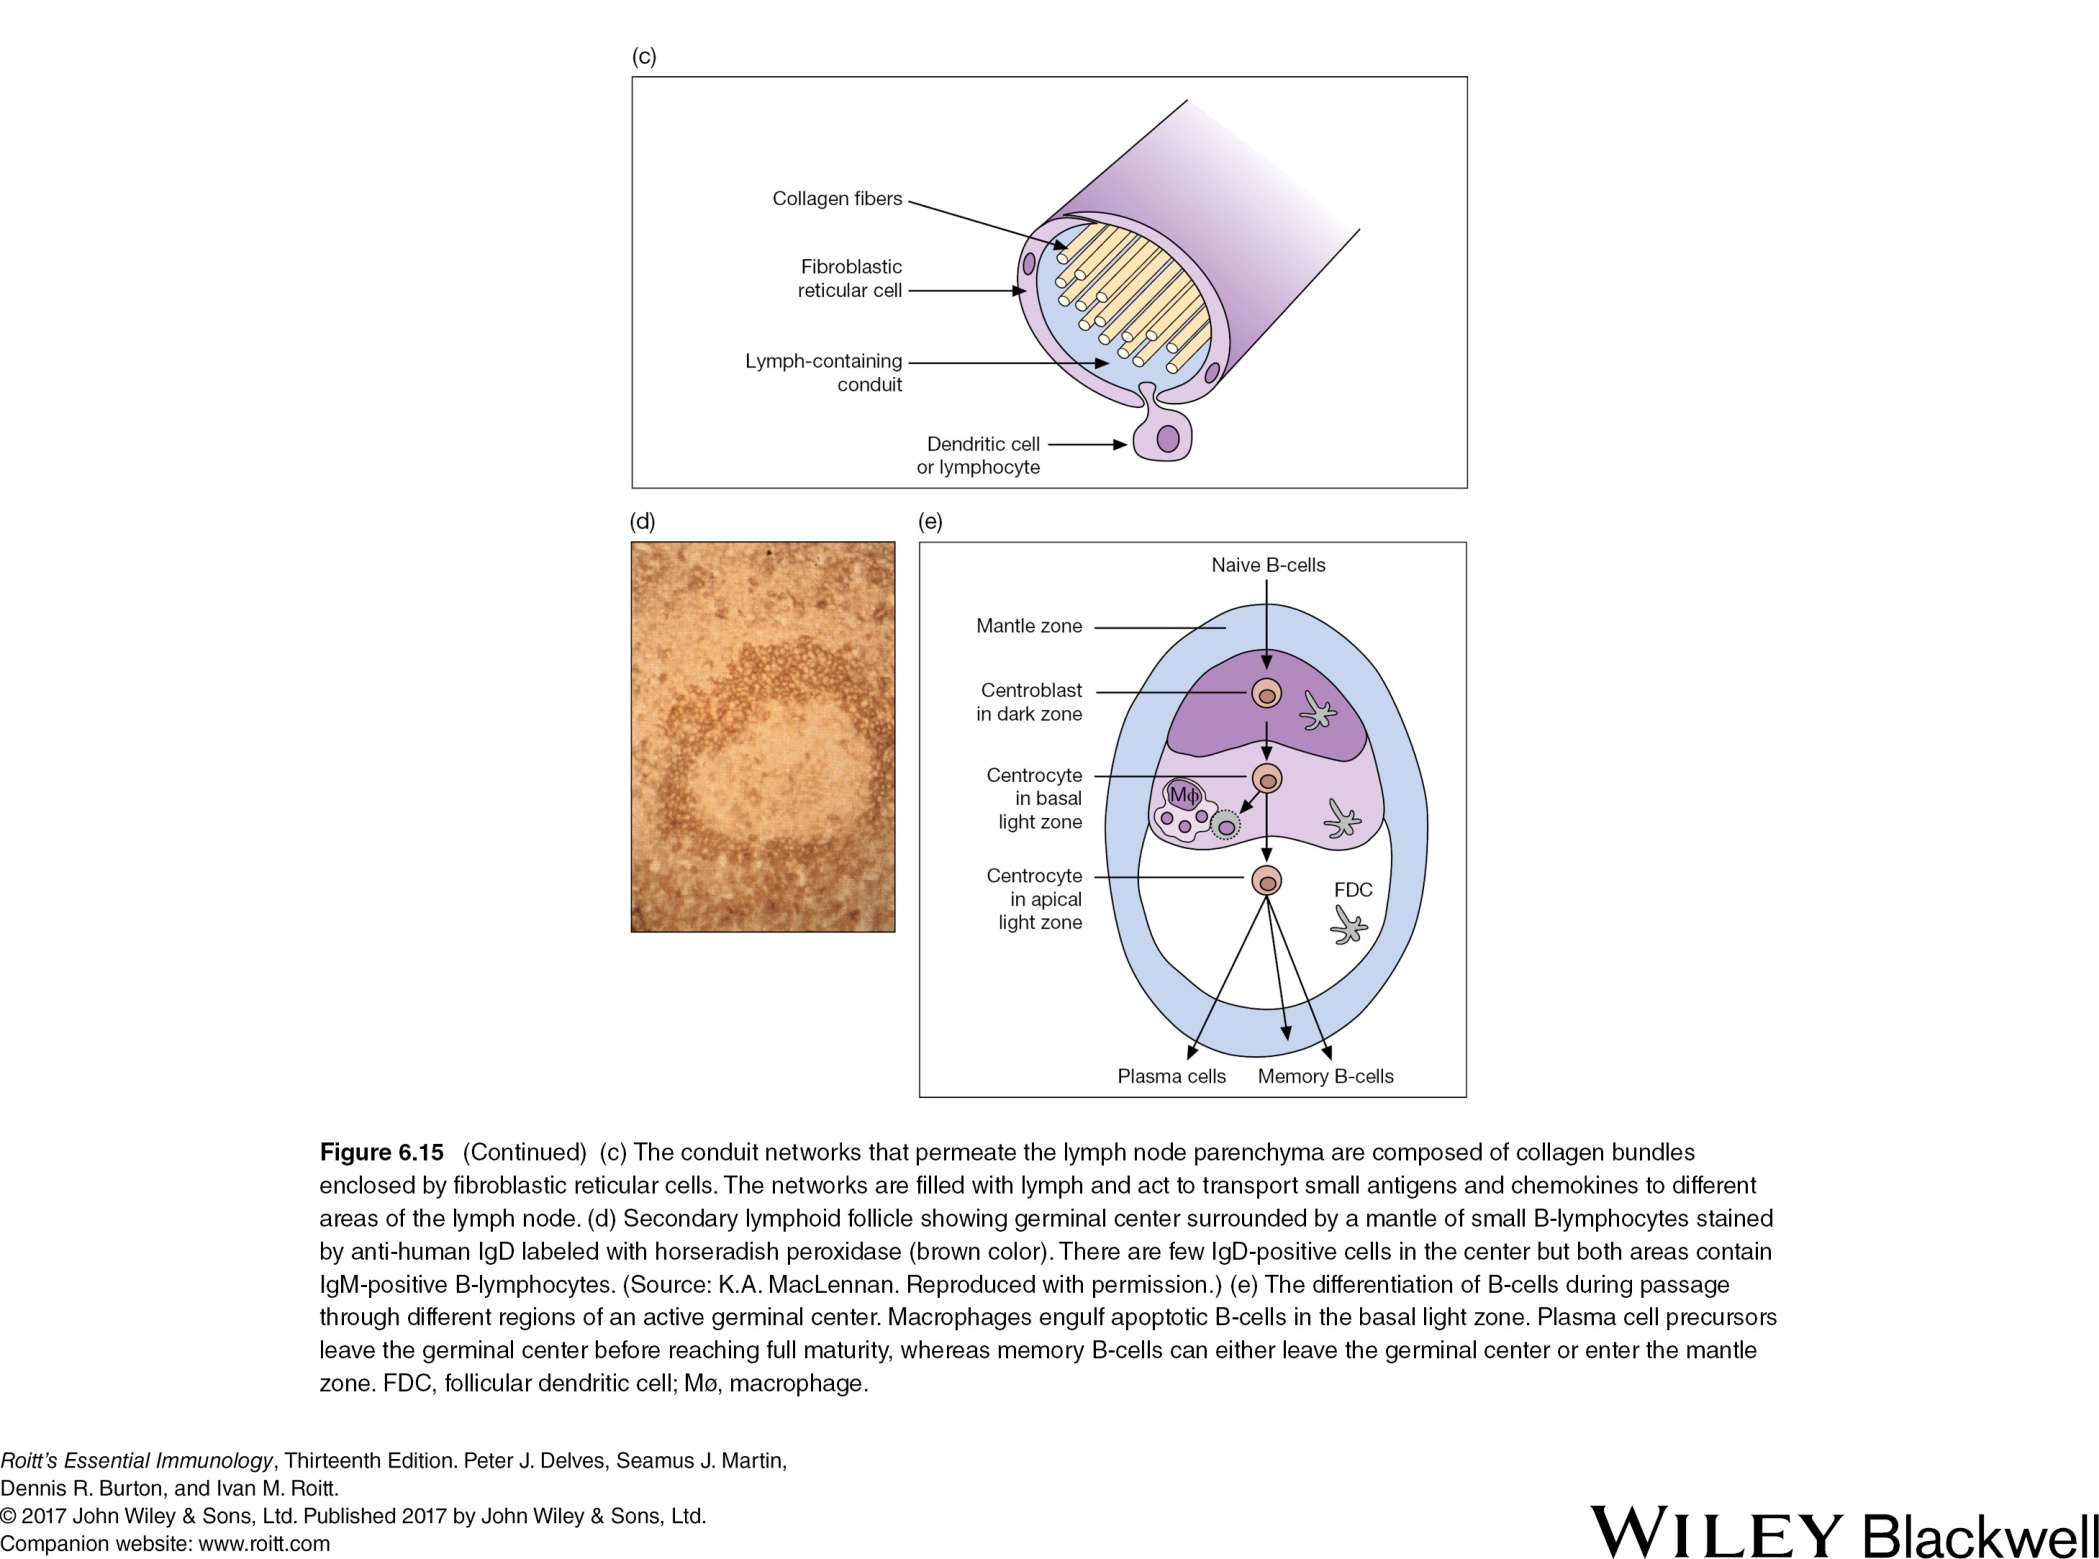 (c)
Collagen fibers
Fibroblastic
reticular cell
Lymph-containing
conduit
Dendritic cell
or lymphocyte
(d)
(e)
Naive B-cells
Mantle zone
Centroblast
in dark zone
Centrocyte
in basal
light zone
Mϕ
Centrocyte
in apical
light zone
FDC
Plasma cells
Memory B-cells
Figure 6.15 (Continued) (c) The conduit networks that permeate the lymph node parenchyma are composed of collagen bundles
enclosed by fibroblastic reticular cells. The networks are filled with lymph and act to transport small antigens and chemokines to different
areas of the lymph node. (d) Secondary lymphoid follicle showing germinal center surrounded by a mantle of small B-lymphocytes stained
by anti-human IgD labeled with horseradish peroxidase (brown color). There are few IgD-positive cells in the center but both areas contain
IgM-positive B-lymphocytes. (Source: K.A. MacLennan. Reproduced with permission.) (e) The differentiation of B-cells during passage
through different regions of an active germinal center. Macrophages engulf apoptotic B-cells in the basal light zone. Plasma cell precursors
leave the germinal center before reaching full maturity, whereas memory B-cells can either leave the germinal center or enter the mantle
zone. FDC, follicular dendritic cell; Mø, macrophage.
Roitt's Essential Immunology, Thirteenth Edition. Peter J. Delves, Seamus J. Martin,
Dennis R. Burton, and Ivan M. Roitt.
© 2017 John Wiley & Sons, Ltd. Published 2017 by John Wiley & Sons, Ltd.
Companion website: www.roitt.com
WILEY Blackwell